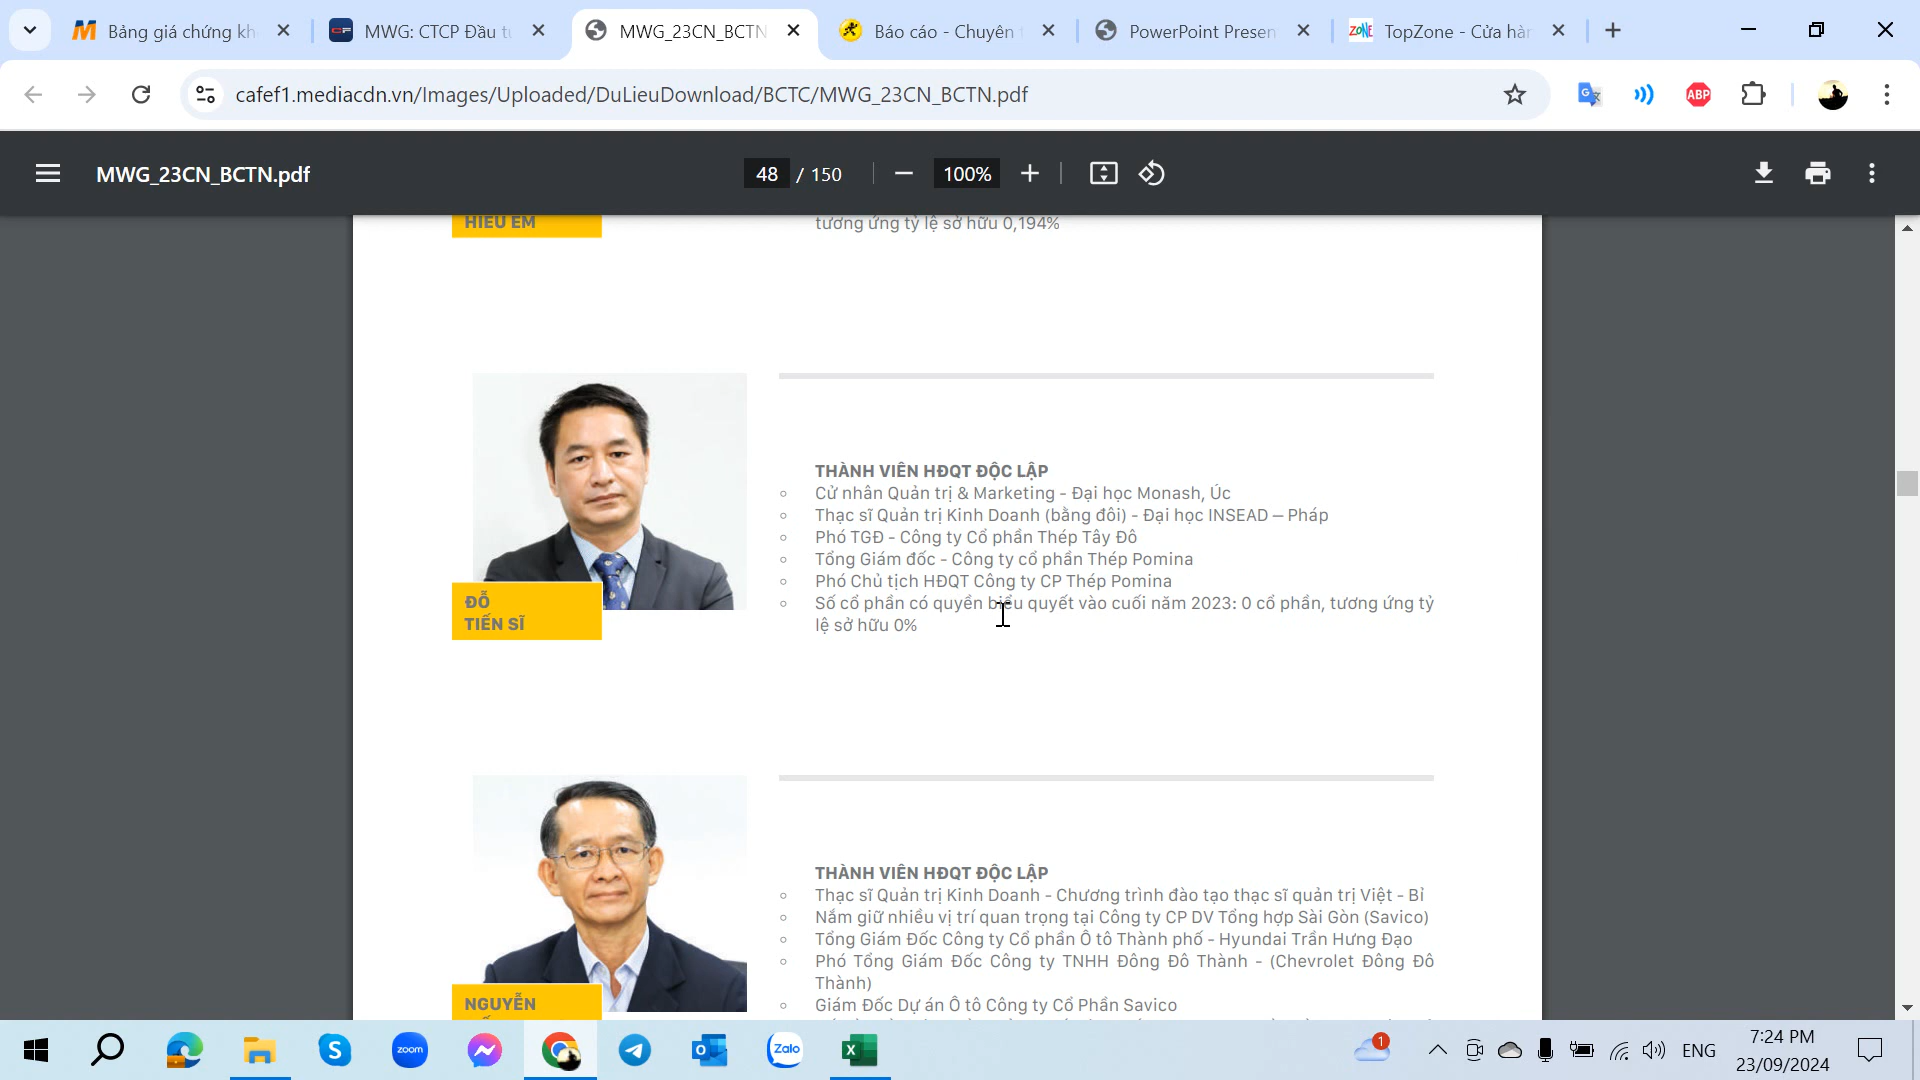 Bảng giá chứng kh
MWG: CTCP Đầu tư
MWG_23CN_BCTN
Báo cáo - Chuyên
PowerPoint Presen
ZONE
TopZone - Cửa hàn
cafef1.mediacdn.vn/Images/Uploaded/DuLieuDownload/BCTC/MWG_23CN_BCTN.pdf
ABP
MWG_23CN_BCTN.pdf
48 / 150
100%
HIẾU EM
tương ứng tỷ lệ sở hữu 0,194%
THÀNH VIÊN HĐQT ĐỘC LẬP
Cử nhân Quản trị & Marketing - Đại học Monash, Úc
Thạc sĩ Quản trị Kinh Doanh (bằng đôi) - Đại học INSEAD – Pháp
Phó TGĐ - Công ty Cổ phần Thép Tây Đô
Tổng Giám đốc - Công ty cổ phần Thép Pomina
Phó Chủ tịch HĐQT Công ty CP Thép Pomina
Số cổ phần có quyền biểu quyết vào cuối năm 2023: 0 cổ phần, tương ứng tỷ
lệ sở hữu 0%
ĐỖ
TIẾN SĨ
THÀNH VIÊN HĐQT ĐỘC LẬP
Thạc sĩ Quản trị Kinh Doanh - Chương trình đào tạo thạc sĩ quản trị Việt - Bỉ
Nắm giữ nhiều vị trí quan trọng tại Công ty CP DV Tổng hợp Sài Gòn (Savico)
Tổng Giám Đốc Công ty Cổ phần Ô tô Thành phố - Hyundai Trần Hưng Đạo
Phó Tổng Giám Đốc Công ty TNHH Đông Đô Thành - (Chevrolet Đông Đô
Thành)
Giám Đốc Dự án Ô tô Công ty Cổ Phần Savico
NGUYỄN
zoom
Zalo
1
ENG
7:24 PM
23/09/2024